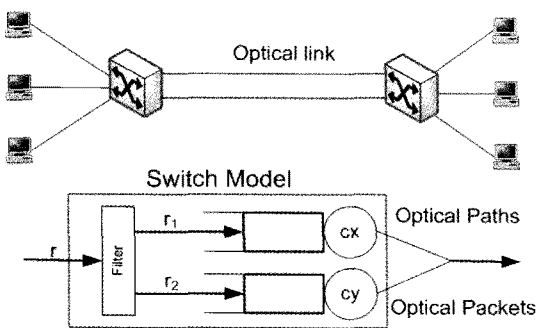 Optical link
Switch Model
r
Filter
r1
cx
Optical Paths
r2
cy
Optical Packets